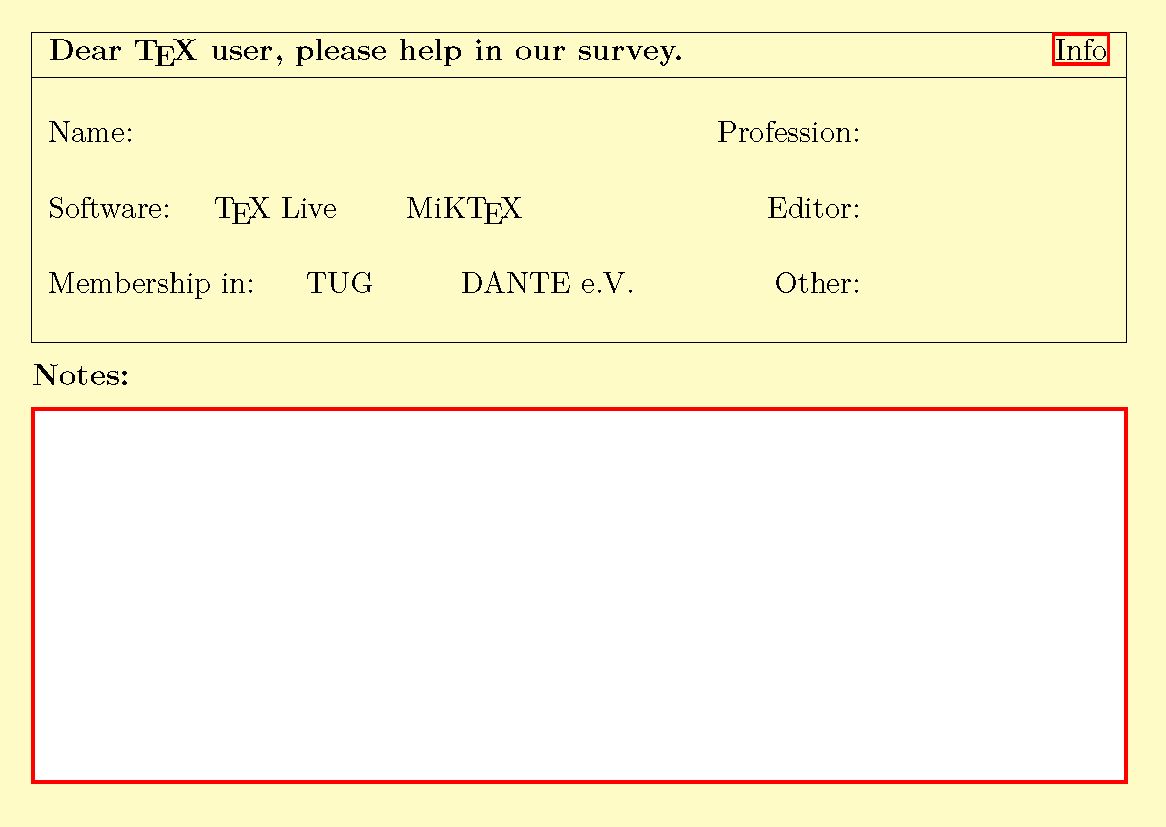 Dear TEX user, please help in our survey. Info
Name: Profession:
Software: TEX Live MiKTEX Editor:
Membership in: TUG DANTE e.V. Other:
Notes: